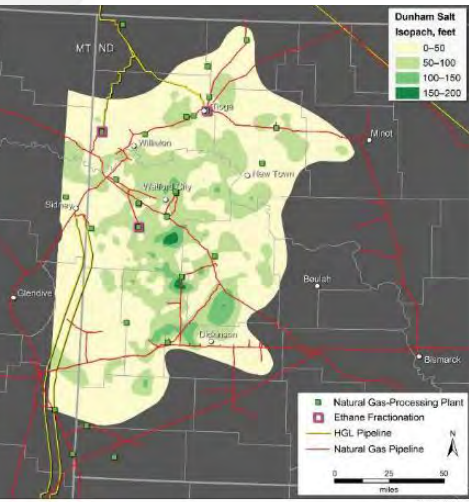 Dunham Salt
Isopach, feet
0–50
50–100
100–150
150–200
MT
ND
Tioga
Minot
Williston
New Town
Watford City
Sidney
Beulah
Glendive
Dickinson
Bismarck
Natural Gas-Processing Plant
Ethane Fractionation
HGL Pipeline
Natural Gas Pipeline
N
0
25
50
miles